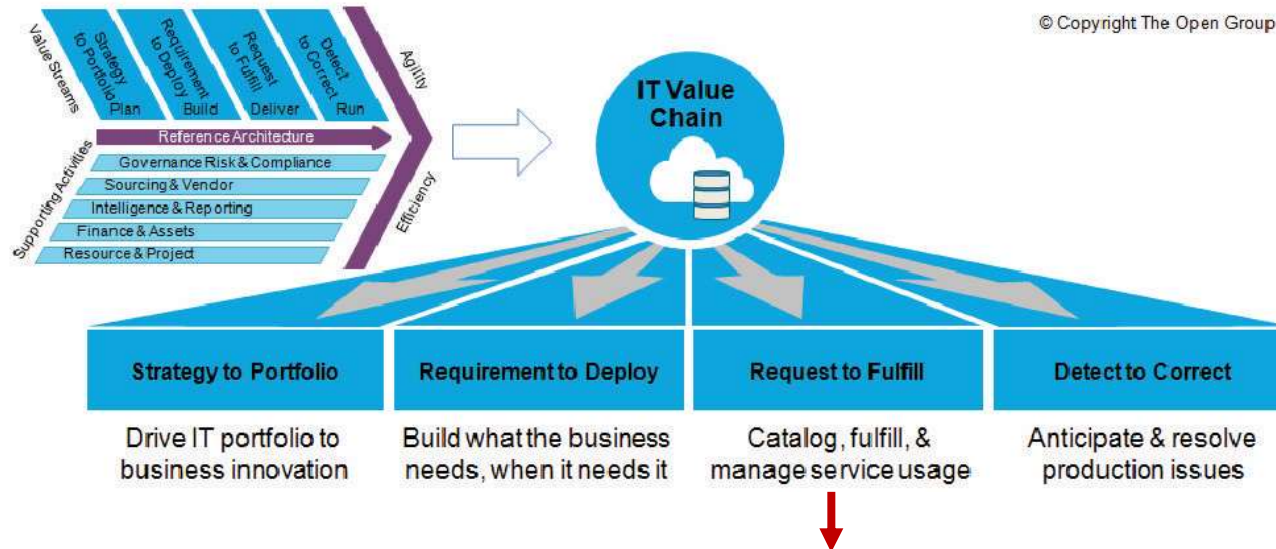 © Copyright The Open Group
Value Streams
Strategy
to Portfolio
Plan
Requirement
to Deploy
Build
Request
to Fulfill
Deliver
Detect
to Correct
Run
Agility
Reference Architecture
Supporting Activities
Governance Risk & Compliance
Sourcing & Vendor
Intelligence & Reporting
Finance & Assets
Resource & Project
Efficiency
IT Value
Chain
Strategy to Portfolio
Requirement to Deploy
Request to Fulfill
Detect to Correct
Drive IT portfolio to
business innovation
Build what the business
needs, when it needs it
Catalog, fulfill, &
manage service usage
Anticipate & resolve
production issues